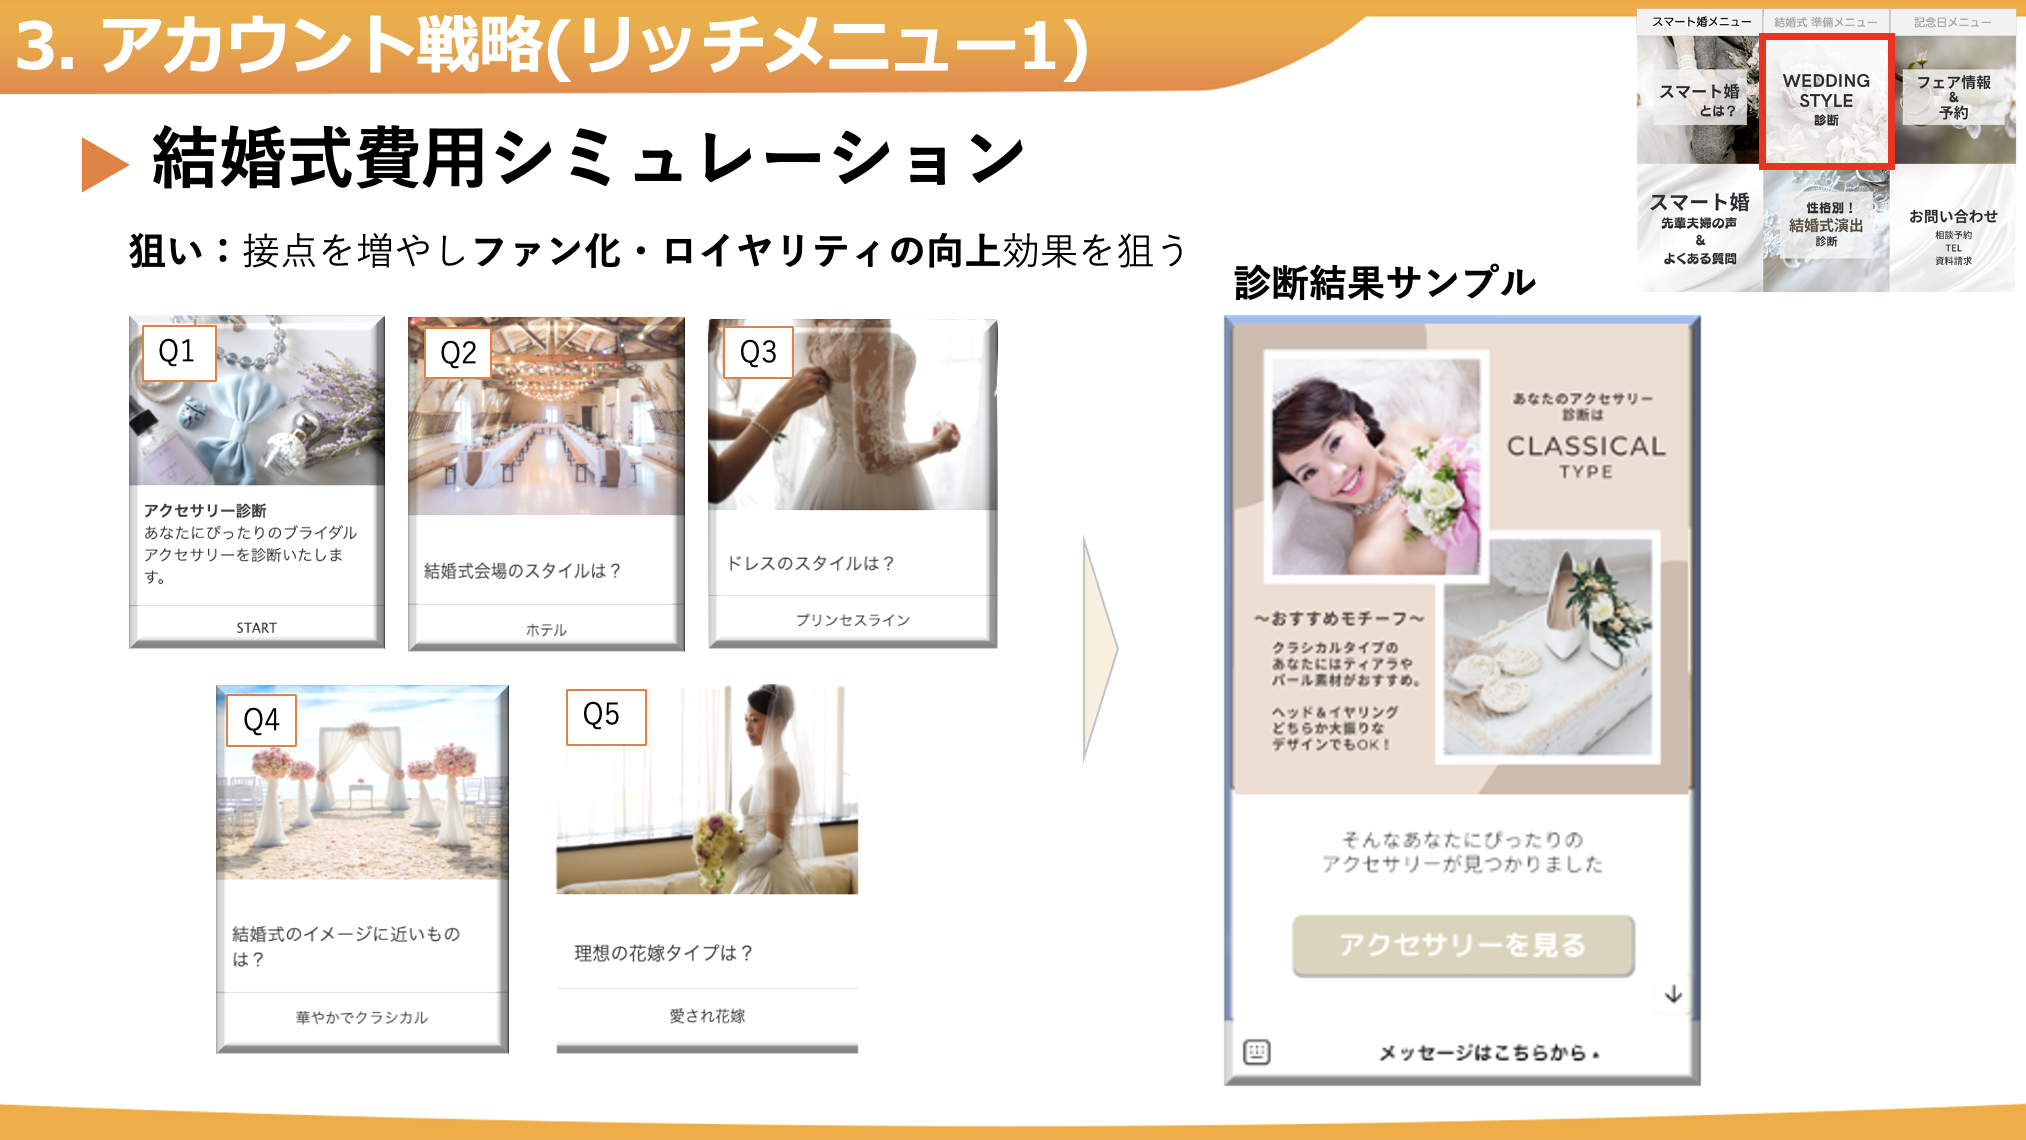 3. アカウント戦略(リッチメニュー1)
スマート婚メニュー
結婚式 準備メニュー
記念日メニュー
スマート婚
とは？
WEDDING
STYLE
診断
フェア情報
&
予約
スマート婚
先輩夫婦の声
&
よくある質問
性格別！
結婚式演出
診断
お問い合わせ
相談予約
TEL
資料請求
結婚式費用シミュレーション
狙い：接点を増やしファン化・ロイヤリティの向上効果を狙う
Q1
アクセサリー診断
あなたにぴったりのブライダル
アクセサリーを診断いたしま
す。
START
Q2
結婚式会場のスタイルは？
ホテル
Q3
ドレスのスタイルは？
プリンセスライン
Q4
結婚式のイメージに近いもの
は？
華やかでクラシカル
Q5
理想の花嫁タイプは？
愛され花嫁
診断結果サンプル
あなたのアクセサリー
診断は
CLASSICAL
TYPE
～おすすめモチーフ～
クラシカルタイプの
あなたにはティアラや
パール素材がおすすめ。
ヘッド＆イヤリング
どちらか大振りな
デザインでもOK！
そんなあなたにぴったりの
アクセサリーが見つかりました
アクセサリーを見る
メッセージはこちらから